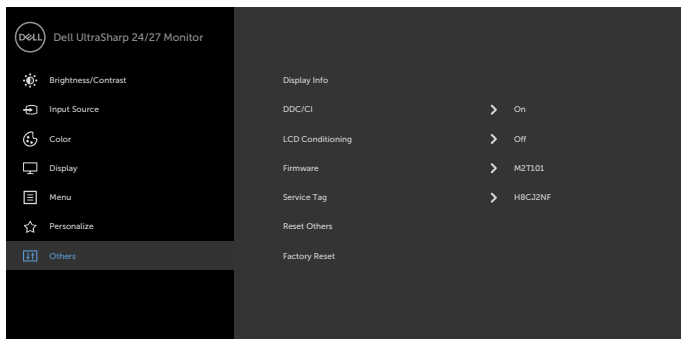 DELL Dell UltraSharp 24/27 Monitor
Brightness/Contrast Display Info
Input Source DDC/CI On
Color LCD Conditioning Off
Display Firmware M2T101
Menu Service Tag H8CJ2NF
Personalize Reset Others
Others Factory Reset